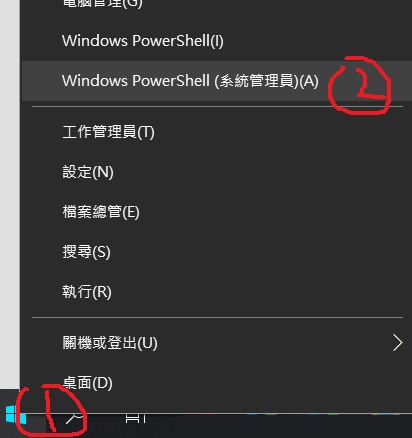 電腦管理(G)
Windows PowerShell(I)
Windows PowerShell (系統管理員)(A)
2
工作管理員(T)
設定(N)
檔案總管(E)
搜尋(S)
執行(R)
關機或登出(U)
桌面(D)
1